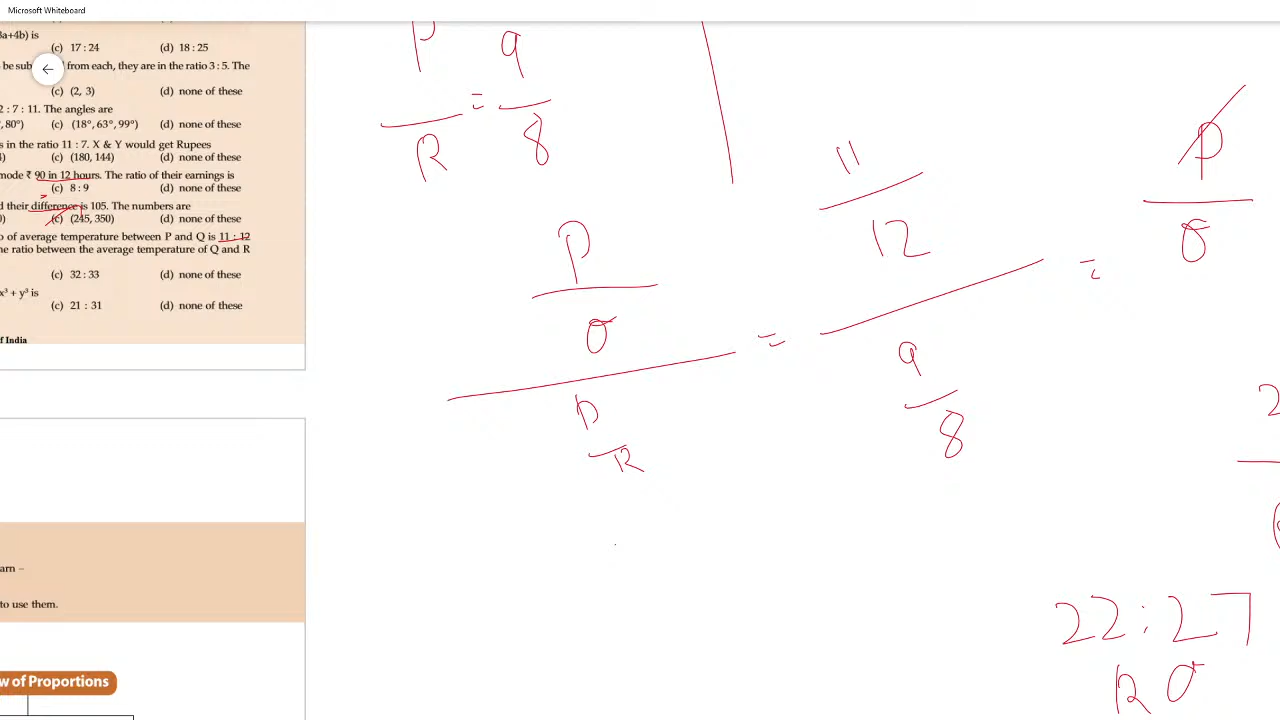 Microsoft Whiteboard
3a+4b) is
(c) 17 : 24 (d) 18 : 25
be sub from each, they are in the ratio 3 : 5. The
(c) (2, 3) (d) none of these
2 : 7 : 11. The angles are
, 80°) (c) (18°, 63°, 99°) (d) none of these
s in the ratio 11 : 7. X & Y would get Rupees
4) (c) (180, 144) (d) none of these
mode ₹ 90 in 12 hours. The ratio of their earnings is
(c) 8 : 9 (d) none of these
d their difference is 105. The numbers are
0) (c) (245, 350) (d) none of these
o of average temperature between P and Q is 11 : 12
he ratio between the average temperature of Q and R
(c) 32 : 33 (d) none of these
x³ + y³ is
(c) 21 : 31 (d) none of these
f India
arn –
to use them.
w of Proportions
P
R
=
9
8
P
Q
P
R
=
11
12
9
8
=
P
Q
2
22 : 27
R Q